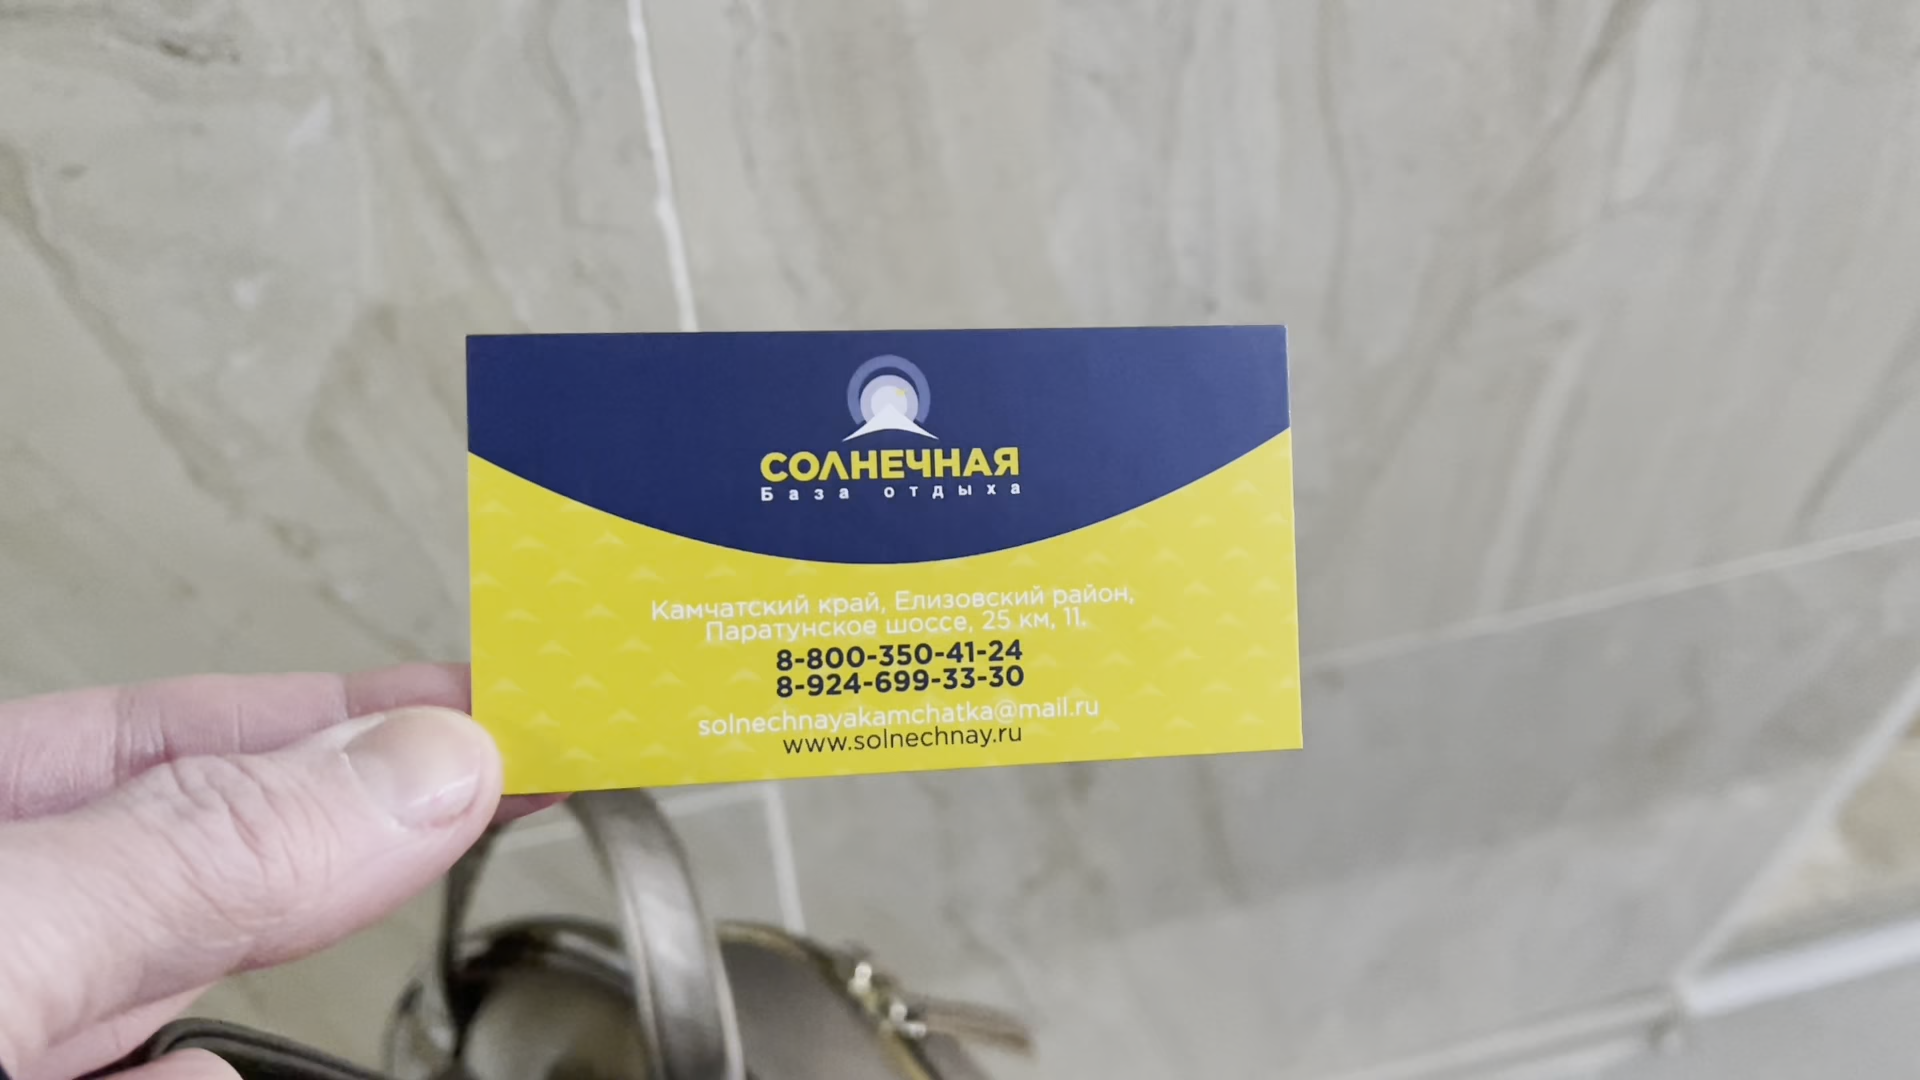 СОЛНЕЧНАЯ
База отдыха
Камчатский край, Елизовский район,
Паратунское шоссе, 25 км, 11.
8-800-350-41-24
8-924-699-33-30
solnechnayakamchatka@mail.ru
www.solnechnay.ru